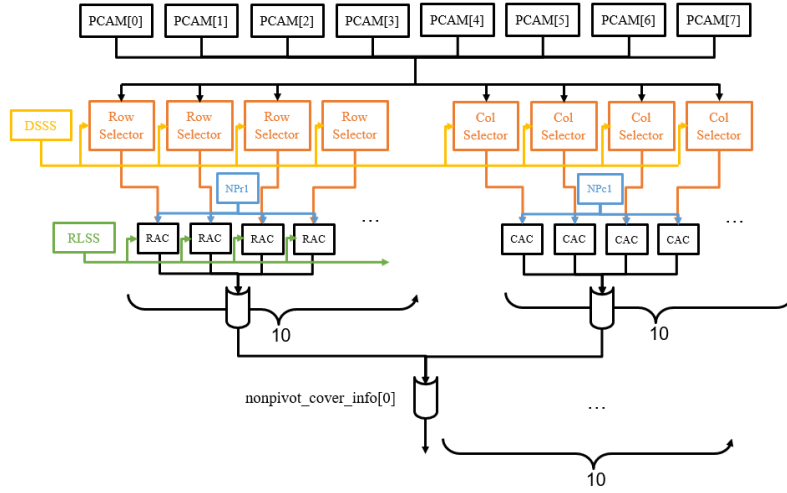 PCAM[0] PCAM[1] PCAM[2] PCAM[3] PCAM[4] PCAM[5] PCAM[6] PCAM[7]
DSSS
Row
Selector
Row
Selector
Row
Selector
Row
Selector
Col
Selector
Col
Selector
Col
Selector
Col
Selector
NPr1
NPc1
...
...
RLSS
RAC RAC RAC RAC
CAC CAC CAC CAC
10
10
nonpivot_cover_info[0]
...
10